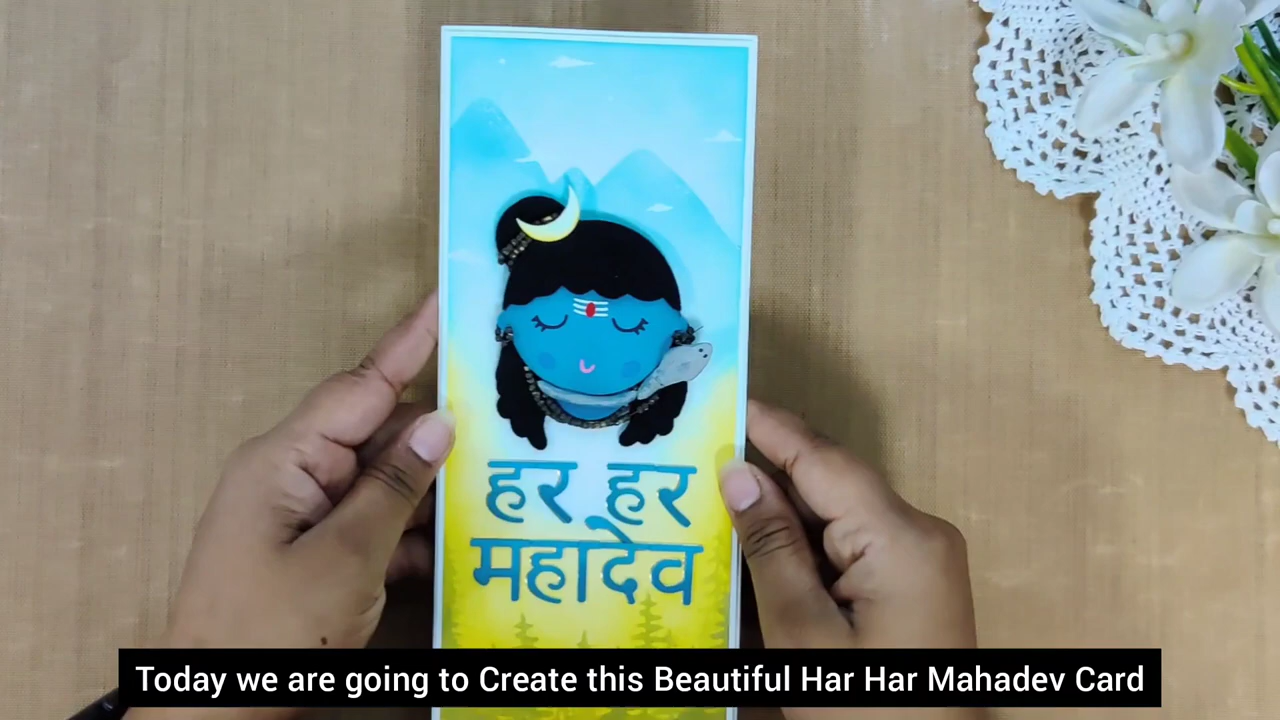 हर हर
महादेव
Today we are going to Create this Beautiful Har Har Mahadev Card